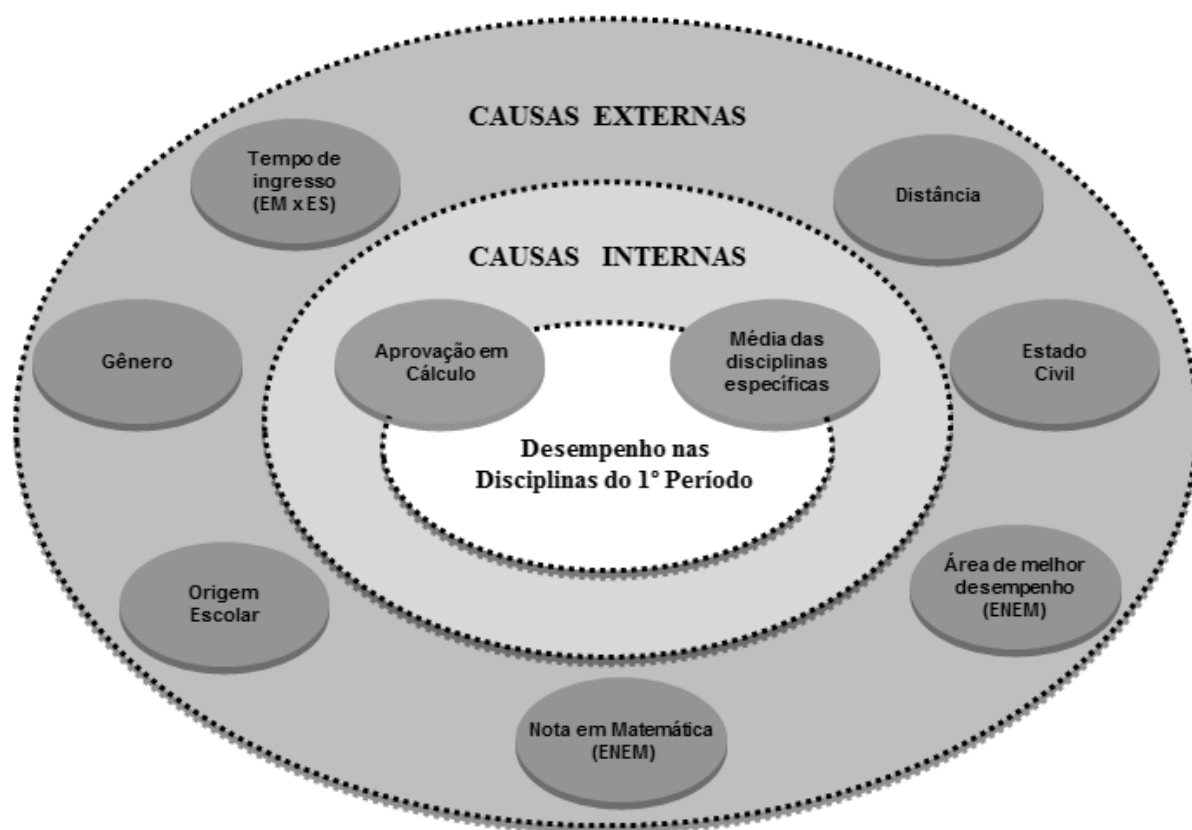 CAUSAS EXTERNAS
Tempo de
ingresso
(EM x ES)
Distância
CAUSAS INTERNAS
Gênero
Aprovação em
Cálculo
Média das
disciplinas
específicas
Estado
Civil
Desempenho nas
Disciplinas do 1º Período
Origem
Escolar
Área de melhor
desempenho
(ENEM)
Nota em Matemática
(ENEM)